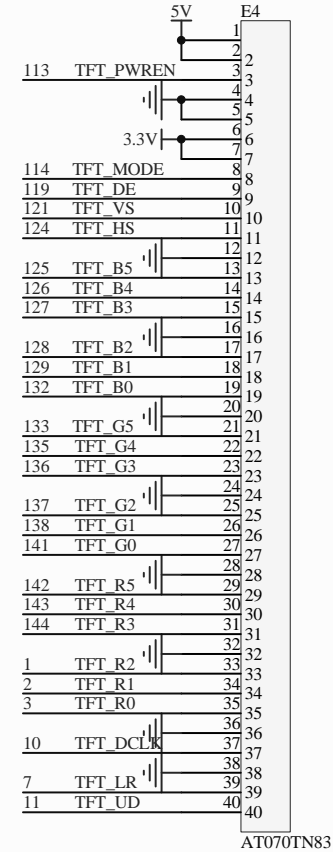 5V E4
1
2 2
113 TFT_PWREN 3 3
4 4
5 5
3.3V 6 6
7 7
114 TFT_MODE 8 8
119 TFT_DE 9 9
121 TFT_VS 10 10
124 TFT_HS 11 11
12 12
125 TFT_B5 13 13
126 TFT_B4 14 14
127 TFT_B3 15 15
16 16
128 TFT_B2 17 17
129 TFT_B1 18 18
132 TFT_B0 19 19
20 20
133 TFT_G5 21 21
135 TFT_G4 22 22
136 TFT_G3 23 23
24 24
137 TFT_G2 25 25
138 TFT_G1 26 26
141 TFT_G0 27 27
28 28
142 TFT_R5 29 29
143 TFT_R4 30 30
144 TFT_R3 31 31
32 32
1 TFT_R2 33 33
2 TFT_R1 34 34
3 TFT_R0 35 35
36 36
10 TFT_DCLK 37 37
38 38
7 TFT_LR 39 39
11 TFT_UD 40 40
AT070TN83